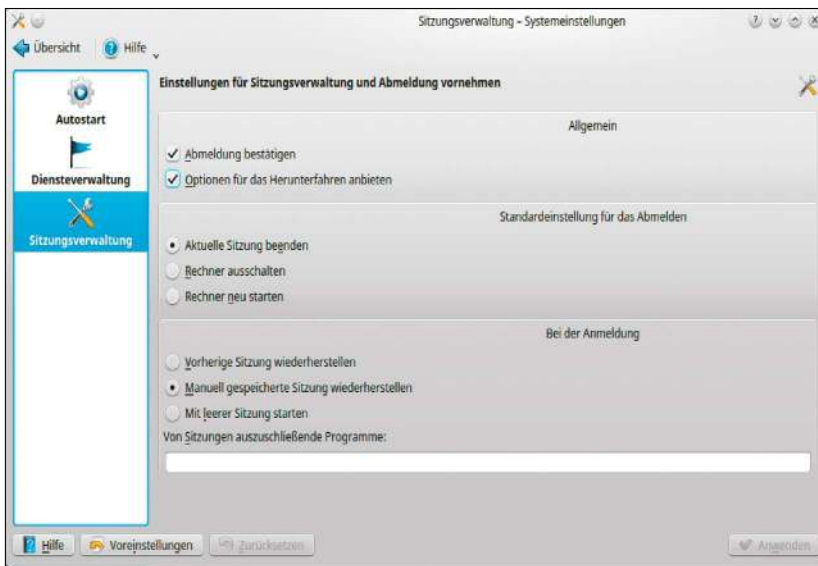 Sitzungsverwaltung – Systemeinstellungen
Übersicht Hilfe
Einstellungen für Sitzungsverwaltung und Abmeldung vornehmen
Autostart
Diensteverwaltung
Sitzungsverwaltung
Allgemein
Abmeldung bestätigen
Optionen für das Herunterfahren anbieten
Standardeinstellung für das Abmelden
Aktuelle Sitzung beenden
Rechner ausschalten
Rechner neu starten
Bei der Anmeldung
Vorherige Sitzung wiederherstellen
Manuell gespeicherte Sitzung wiederherstellen
Mit leerer Sitzung starten
Von Sitzungen auszuschließende Programme:
Hilfe Voreinstellungen Zurücksetzen Anwenden